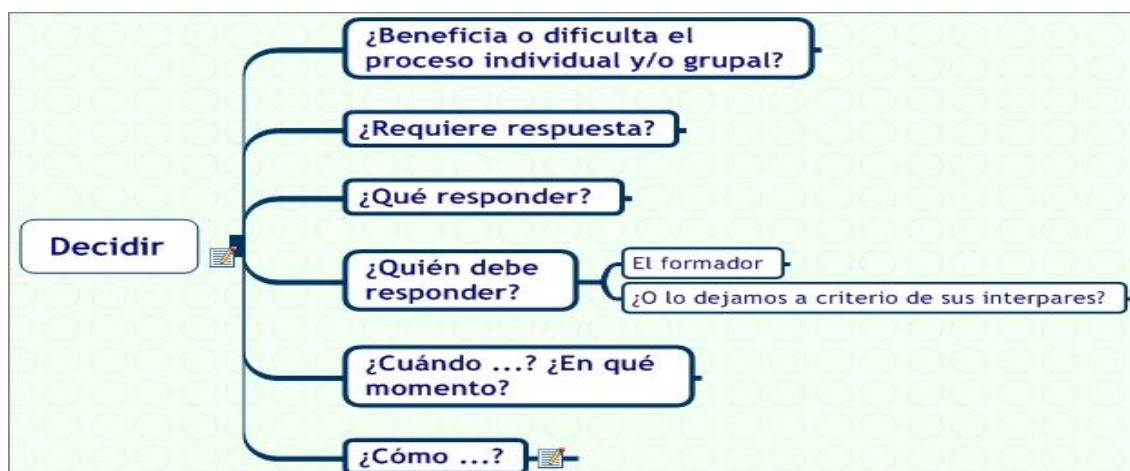 ¿Beneficia o dificulta el
proceso individual y/o grupal?
¿Requiere respuesta?
¿Qué responder?
Decidir
¿Quién debe
responder?
El formador
¿O lo dejamos a criterio de sus interpares?
¿Cuándo ...? ¿En qué
momento?
¿Cómo ...?